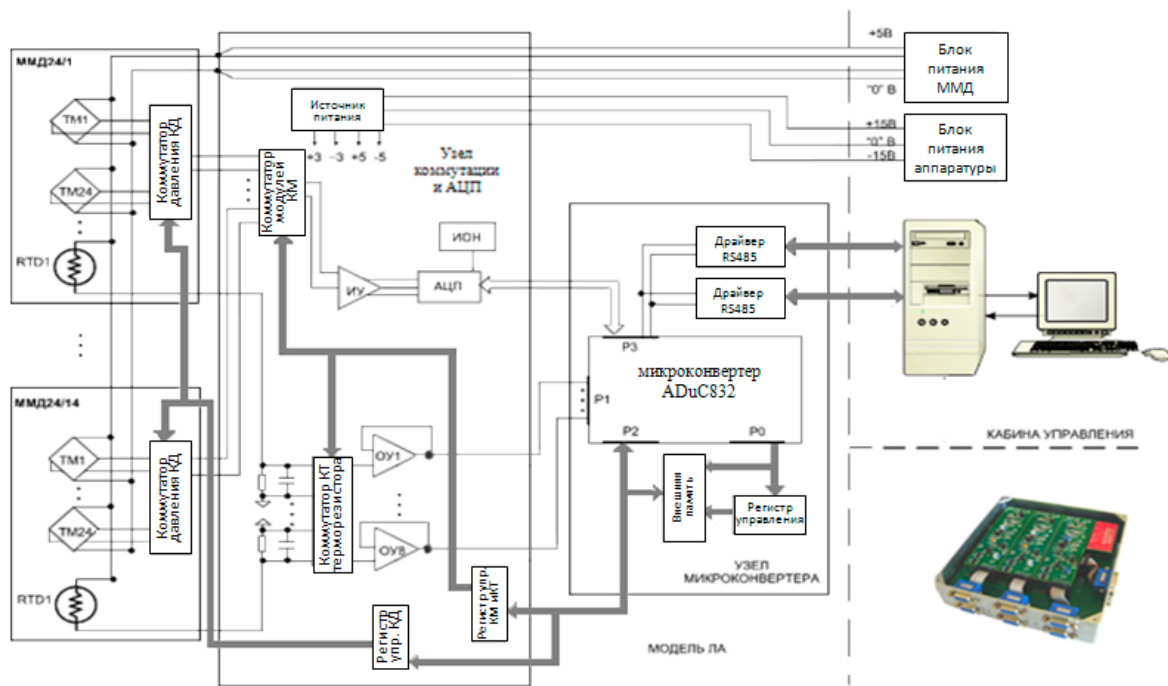 ММД24/1
ТМ1
ТМ24
RTD1
Коммутатор
давления КД
ММД24/14
ТМ1
ТМ24
RTD1
Коммутатор
давления КД
Источник
питания
+3 -3 +5 -5
Узел
коммутации
и АЦП
Коммутатор
модулей КМ
ИОН
ИУ
АЦП
Коммутатор КТ
терморезистора
ОУ1
ОУ8
Регистр
упр. КД
Регистр упр.
КМ иКТ
Драйвер
RS485
Драйвер
RS485
P3
микроконвертер
ADuC832
P1
P2
P0
Внешняя
память
Регистр
управления
УЗЕЛ
МИКРОКОНВЕРТЕРА
МОДЕЛЬ ЛА
+5В
"0" В
Блок
питания
ММД
+15В
"0" В
-15В
Блок
питания
аппаратуры
КАБИНА УПРАВЛЕНИЯ